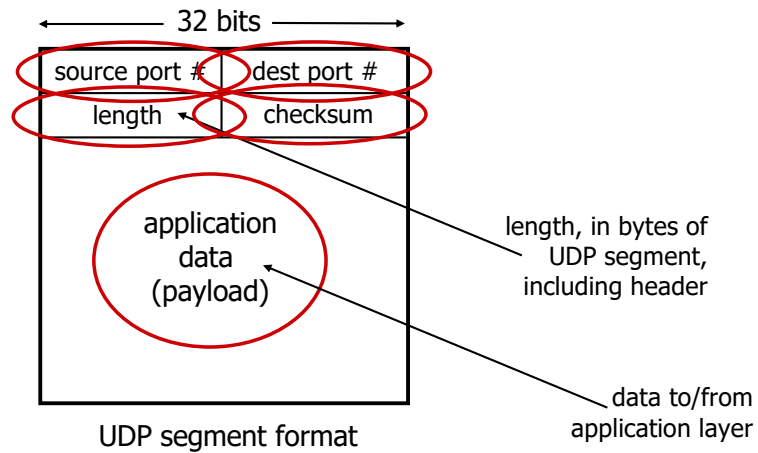 32 bits
source port # dest port #
length checksum
application
data
(payload)
length, in bytes of
UDP segment,
including header
data to/from
application layer
UDP segment format